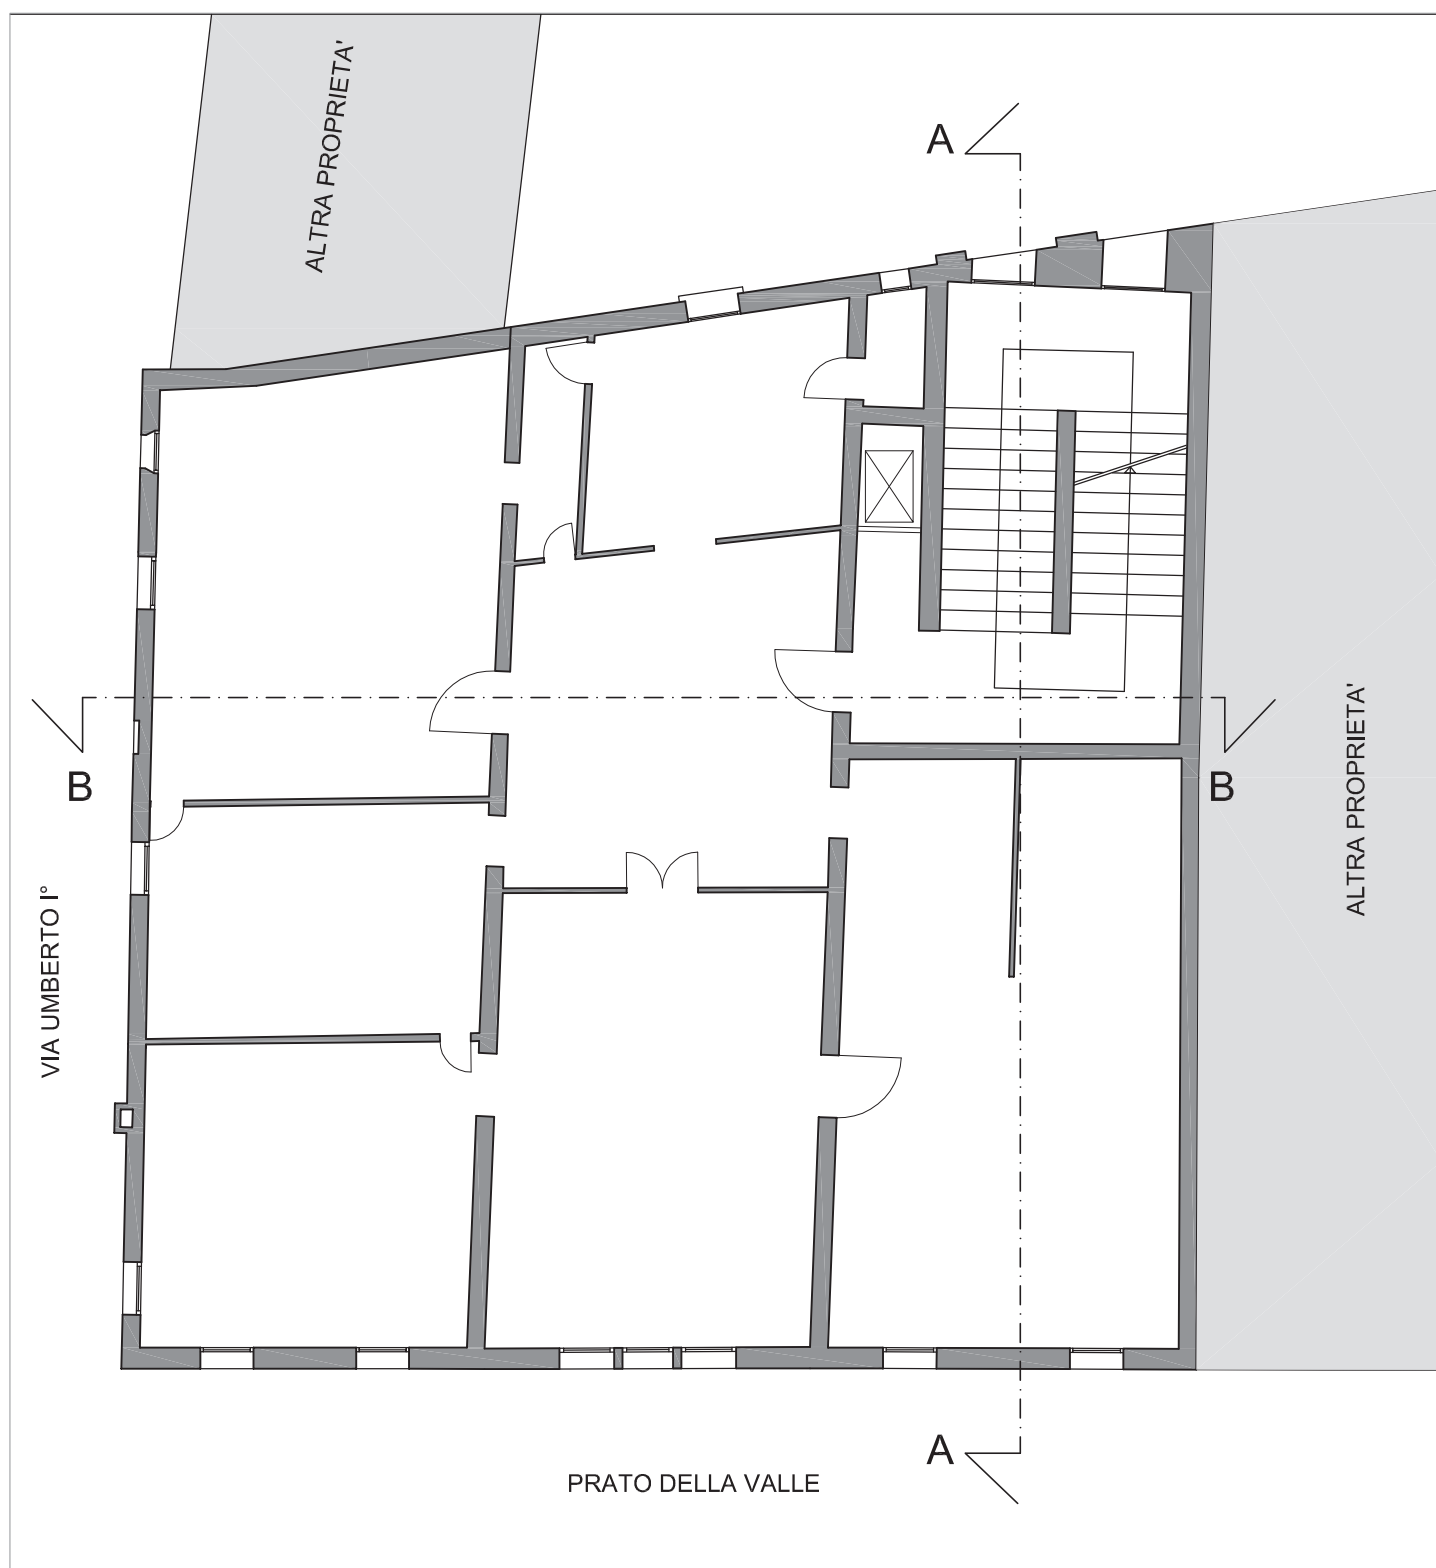 ALTRA PROPRIETA'
A
B
B
ALTRA PROPRIETA'
VIA UMBERTO I°
A
PRATO DELLA VALLE